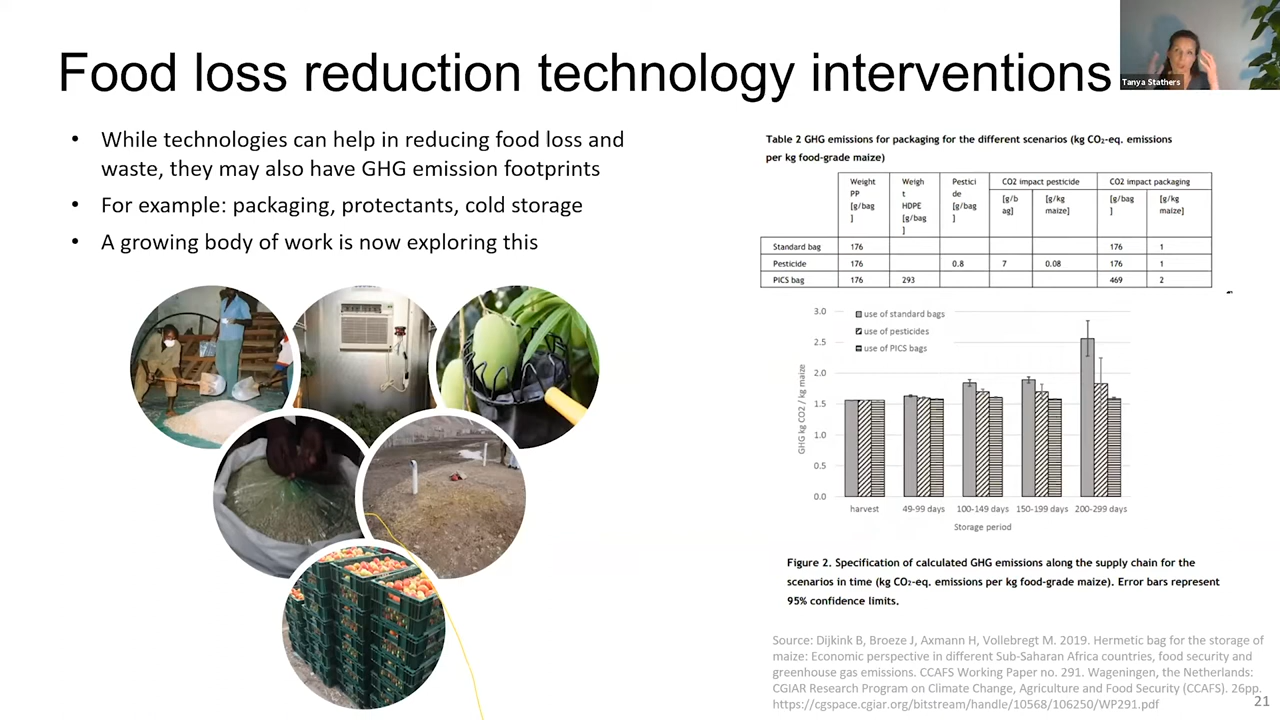 Food loss reduction technology interventions
Tanya Stathers
• While technologies can help in reducing food loss and
waste, they may also have GHG emission footprints
• For example: packaging, protectants, cold storage
• A growing body of work is now exploring this
Table 2 GHG emissions for packaging for the different scenarios (kg CO₂-eq. emissions
per kg food-grade maize)
Weight PP [g/bag ] Weigh t HDPE [g/bag ] Pestici de [g/bag ] CO2 impact pesticide CO2 impact packaging
[g/b ag] [g/kg maize] [g/bag ] [g/kg maize]
Standard bag 176 176 1
Pesticide 176 0.8 7 0.08 176 1
PICS bag 176 293 469 2
GHG kg CO2 / kg maize
3.0
2.5
2.0
1.5
1.0
0.5
0.0
use of standard bags
use of pesticides
use of PICS bags
harvest 49-99 days 100-149 days 150-199 days 200-299 days
Storage period
Figure 2. Specification of calculated GHG emissions along the supply chain for the
scenarios in time (kg CO₂-eq. emissions per kg food-grade maize). Error bars represent
95% confidence limits.
Source: Dijkink B, Broeze J, Axmann H, Vollebregt M. 2019. Hermetic bag for the storage of
maize: Economic perspective in different Sub-Saharan Africa countries, food security and
greenhouse gas emissions. CCAFS Working Paper no. 291. Wageningen, the Netherlands:
CGIAR Research Program on Climate Change, Agriculture and Food Security (CCAFS). 26pp.
https://cgspace.cgiar.org/bitstream/handle/10568/106250/WP291.pdf
21